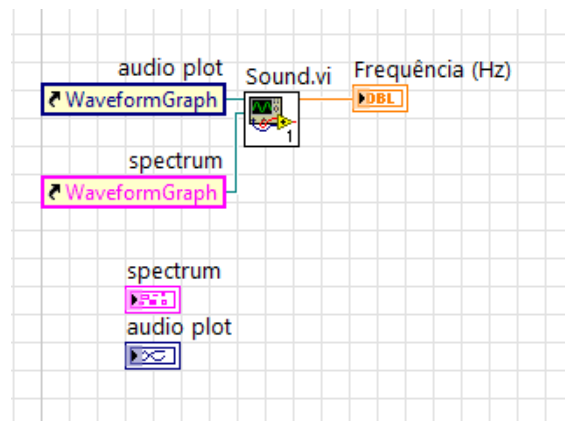 audio plot
WaveformGraph
Sound.vi
1
Frequência (Hz)
DBL
spectrum
WaveformGraph
spectrum
audio plot